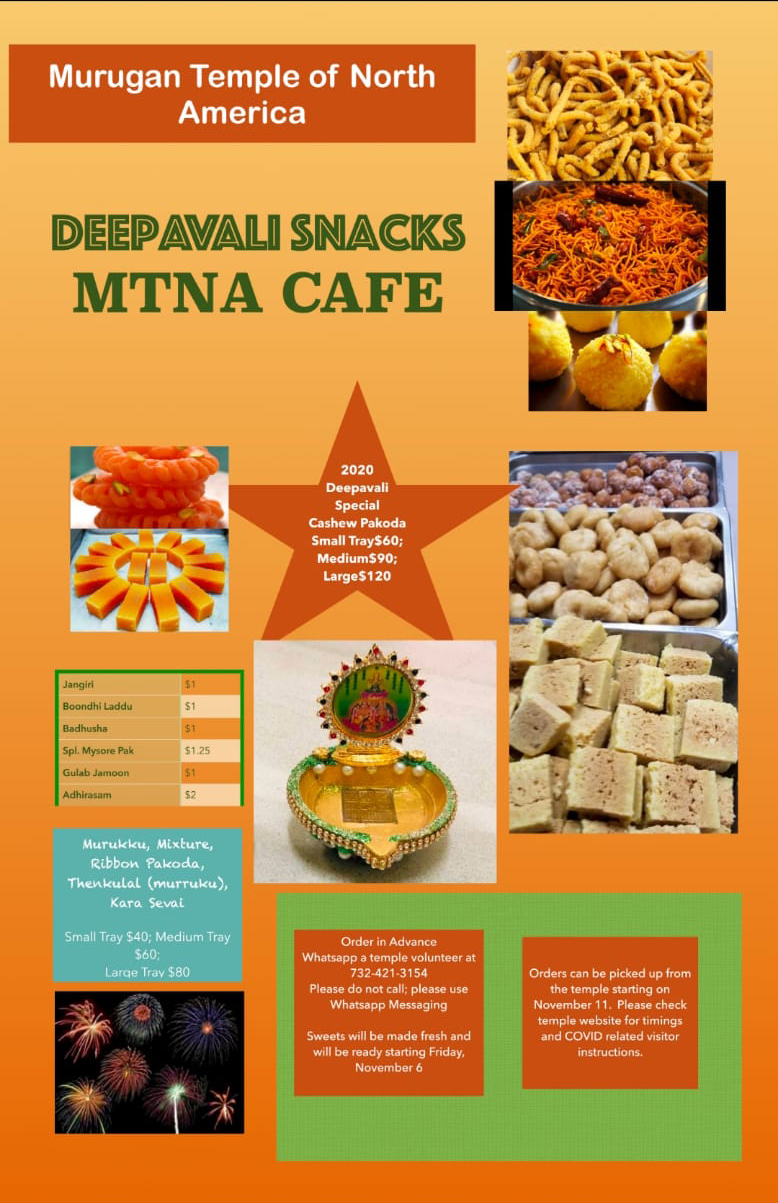 Murugan Temple of North
America
DEEPAVALI SNACKS
MTNA CAFE
2020
Deepavali
Special
Cashew Pakoda
Small Tray$60;
Medium$90;
Large$120
Jangiri $1
Boondhi Laddu $1
Badhusha $1
Spl. Mysore Pak $1.25
Gulab Jamoon $1
Adhirasam $2
Murukku, Mixture,
Ribbon Pakoda,
Thenkulal (murruku),
Kara Sevai
Small Tray $40; Medium Tray
$60;
Large Tray $80
Order in Advance
Whatsapp a temple volunteer at
732-421-3154
Please do not call; please use
Whatsapp Messaging
Sweets will be made fresh and
will be ready starting Friday,
November 6
Orders can be picked up from
the temple starting on
November 11. Please check
temple website for timings
and COVID related visitor
instructions.